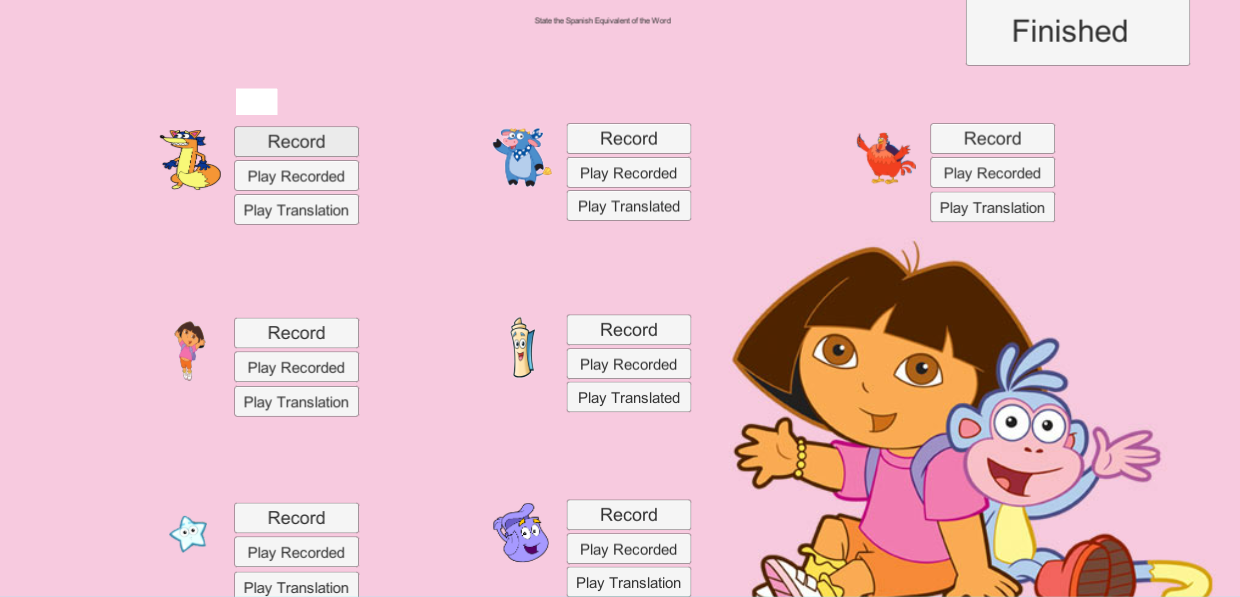 State the Spanish Equivalent of the Word
Finished
Record
Play Recorded
Play Translation
Record
Play Recorded
Play Translated
Record
Play Recorded
Play Translation
Record
Play Recorded
Play Translation
Record
Play Recorded
Play Translated
Record
Play Recorded
Play Translation
Record
Play Recorded
Play Translation